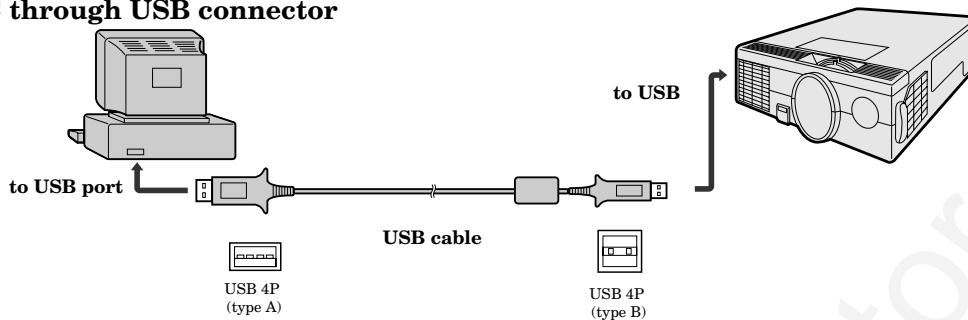 through USB connector
to USB
to USB port
USB cable
USB 4P
(type A)
USB 4P
(type B)